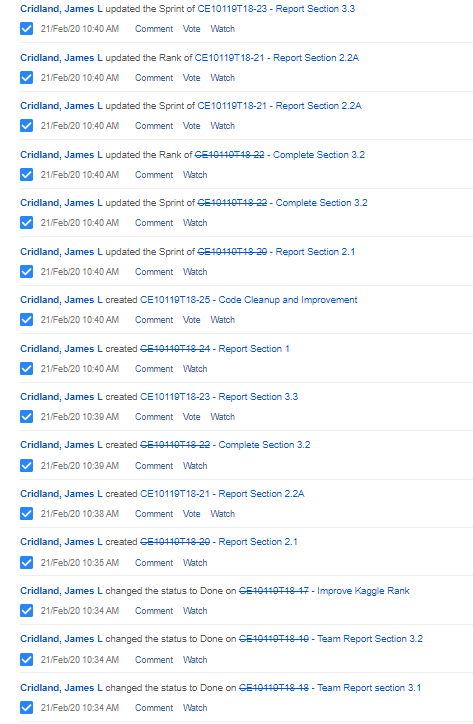 Cridland, James L updated the Sprint of CE10119T18-23 - Report Section 3.3
21/Feb/20 10:40 AM Comment Vote Watch
Cridland, James L updated the Rank of CE10119T18-21 - Report Section 2.2A
21/Feb/20 10:40 AM Comment Vote Watch
Cridland, James L updated the Sprint of CE10119T18-21 - Report Section 2.2A
21/Feb/20 10:40 AM Comment Vote Watch
Cridland, James L updated the Rank of CE10119T18-22 - Complete Section 3.2
21/Feb/20 10:40 AM Comment Watch
Cridland, James L updated the Sprint of CE10119T18-22 - Complete Section 3.2
21/Feb/20 10:40 AM Comment Watch
Cridland, James L updated the Sprint of CE10119T18-20 - Report Section 2.1
21/Feb/20 10:40 AM Comment Watch
Cridland, James L created CE10119T18-25 - Code Cleanup and Improvement
21/Feb/20 10:40 AM Comment Vote Watch
Cridland, James L created CE10119T18-24 - Report Section 1
21/Feb/20 10:40 AM Comment Watch
Cridland, James L created CE10119T18-23 - Report Section 3.3
21/Feb/20 10:39 AM Comment Vote Watch
Cridland, James L created CE10119T18-22 - Complete Section 3.2
21/Feb/20 10:39 AM Comment Watch
Cridland, James L created CE10119T18-21 - Report Section 2.2A
21/Feb/20 10:38 AM Comment Vote Watch
Cridland, James L created CE10119T18-20 - Report Section 2.1
21/Feb/20 10:35 AM Comment Watch
Cridland, James L changed the status to Done on CE10119T18-17 - Improve Kaggle Rank
21/Feb/20 10:34 AM Comment Watch
Cridland, James L changed the status to Done on CE10119T18-19 - Team Report Section 3.2
21/Feb/20 10:34 AM Comment Watch
Cridland, James L changed the status to Done on CE10119T18-18 - Team Report section 3.1
21/Feb/20 10:34 AM Comment Watch